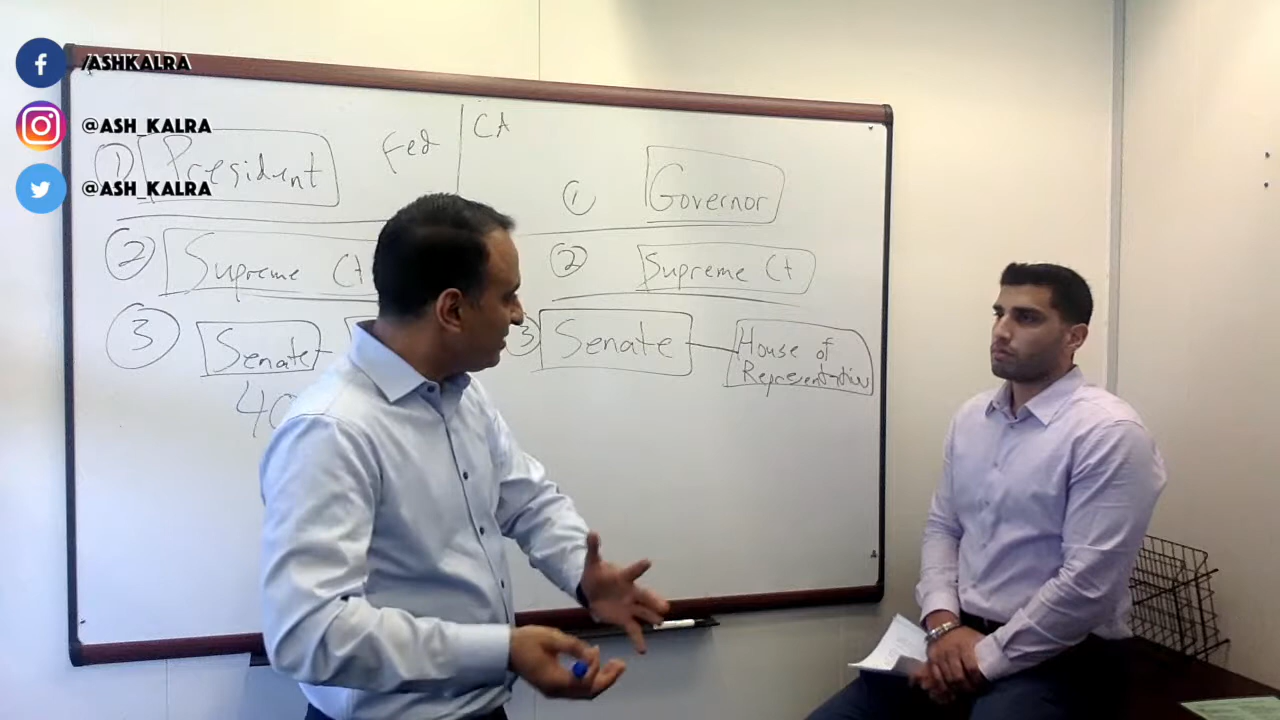 /ASHKALRA
@ASH_KALRA
@ASH_KALRA
Fed
CA
① President
① Governor
② Supreme Ct
② Supreme Ct
③ Senate
3 Senate
House of
Representatives